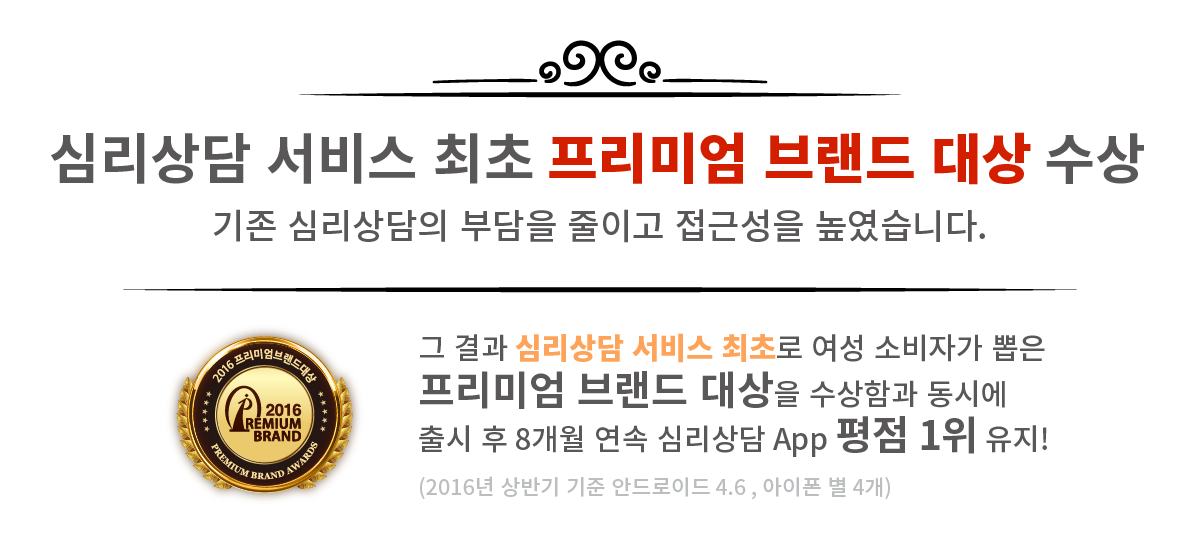 심리상담 서비스 최초 프리미엄 브랜드 대상 수상
기존 심리상담의 부담을 줄이고 접근성을 높였습니다.
2016 프리미엄브랜드대상
2016
PREMIUM
BRAND
PREMIUM BRAND AWARDS
그 결과 심리상담 서비스 최초로 여성 소비자가 뽑은
프리미엄 브랜드 대상을 수상함과 동시에
출시 후 8개월 연속 심리상담 App 평점 1위 유지!
(2016년 상반기 기준 안드로이드 4.6 , 아이폰 별 4개)